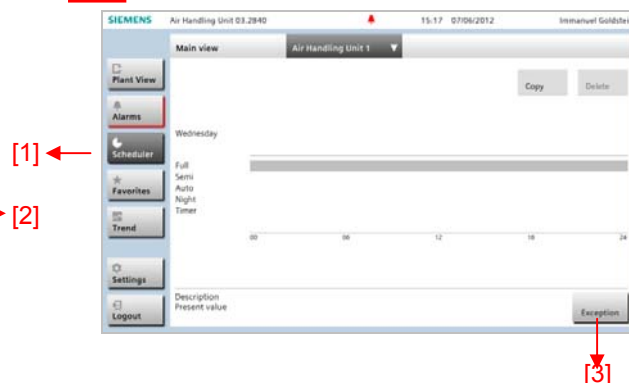 SIEMENS Air Handling Unit 03.2840 15:17 07/06/2012 Immanuel Goldstei
Main view Air Handling Unit 1
Plant View
Copy Delete
Alarms
Wednesday
[1]
Scheduler
Full
Semi
Favorites
Auto
Night
Timer
[2]
Trend
00 06 12 18 24
Settings
Description
Present value
Logout
Exception
[3]